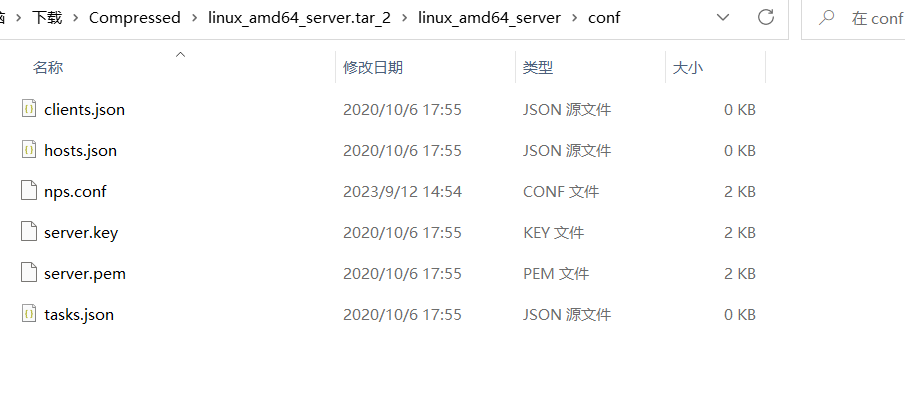 下载 > Compressed > linux_amd64_server.tar_2 > linux_amd64_server > conf
在 conf
名称 修改日期 类型 大小
clients.json 2020/10/6 17:55 JSON 源文件 0 KB
hosts.json 2020/10/6 17:55 JSON 源文件 0 KB
nps.conf 2023/9/12 14:54 CONF 文件 2 KB
server.key 2020/10/6 17:55 KEY 文件 2 KB
server.pem 2020/10/6 17:55 PEM 文件 2 KB
tasks.json 2020/10/6 17:55 JSON 源文件 0 KB